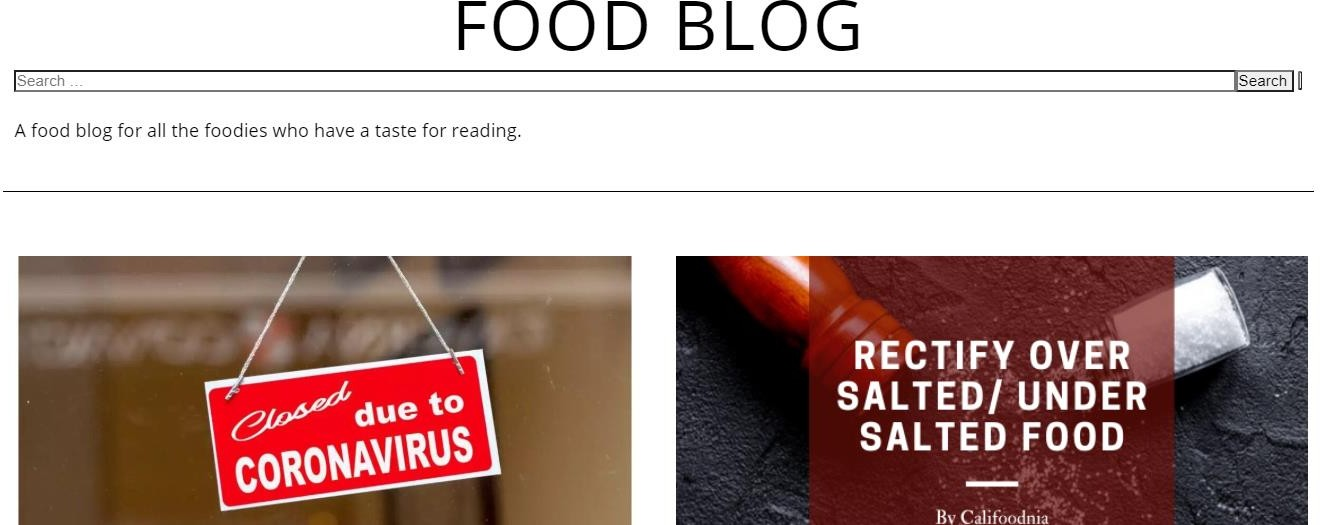 FOOD BLOG
Search ...
Search
A food blog for all the foodies who have a taste for reading.
Closed due to
CORONAVIRUS
RECTIFY OVER
SALTED/ UNDER
SALTED FOOD
By Califoodnia